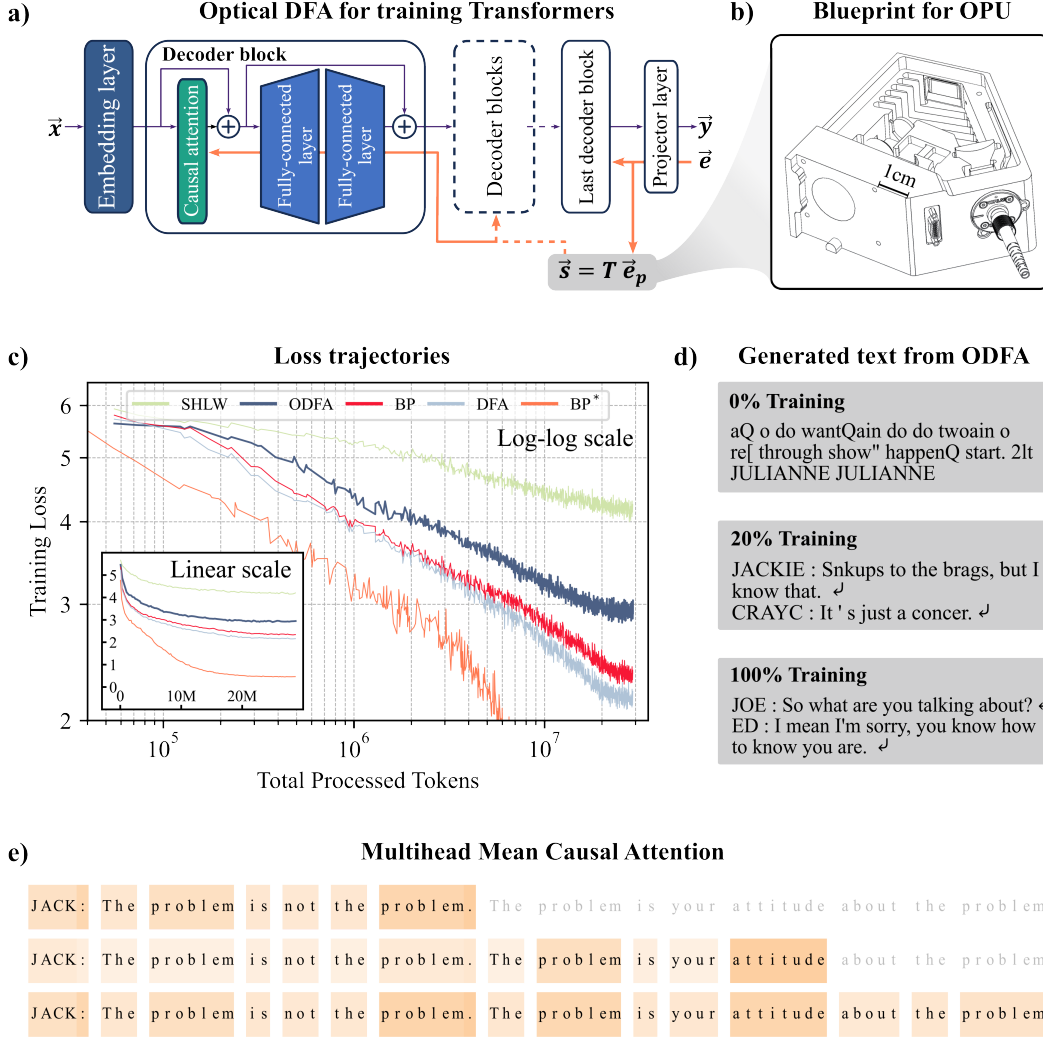 a)
Optical DFA for training Transformers
b)
Blueprint for OPU
x⃗
Embedding layer
Decoder block
Causal attention
+
Fully-connected layer
Fully-connected layer
+
Decoder blocks
Last decoder block
Projector layer
y⃗
e⃗
s⃗ = T e⃗ₚ
1cm
c)
Loss trajectories
SHLW
ODFA
BP
DFA
BP*
Log-log scale
Training Loss
6
5
4
3
2
Linear scale
5
4
3
2
1
0
0
10M
20M
10⁵
10⁶
10⁷
Total Processed Tokens
d)
Generated text from ODFA
0% Training
aQ o do wantQain do do twoain o
re[ through show" happenQ start. 2lt
JULIANNE JULIANNE
20% Training
JACKIE : Snkups to the brags, but I
know that. ↲
CRAYC : It ' s just a concer. ↲
100% Training
JOE : So what are you talking about? ↲
ED : I mean I'm sorry, you know how
to know you are. ↲
e)
Multihead Mean Causal Attention
JACK: The problem is not the problem. The problem is your attitude about the problem
JACK: The problem is not the problem. The problem is your attitude about the problem
JACK: The problem is not the problem. The problem is your attitude about the problem